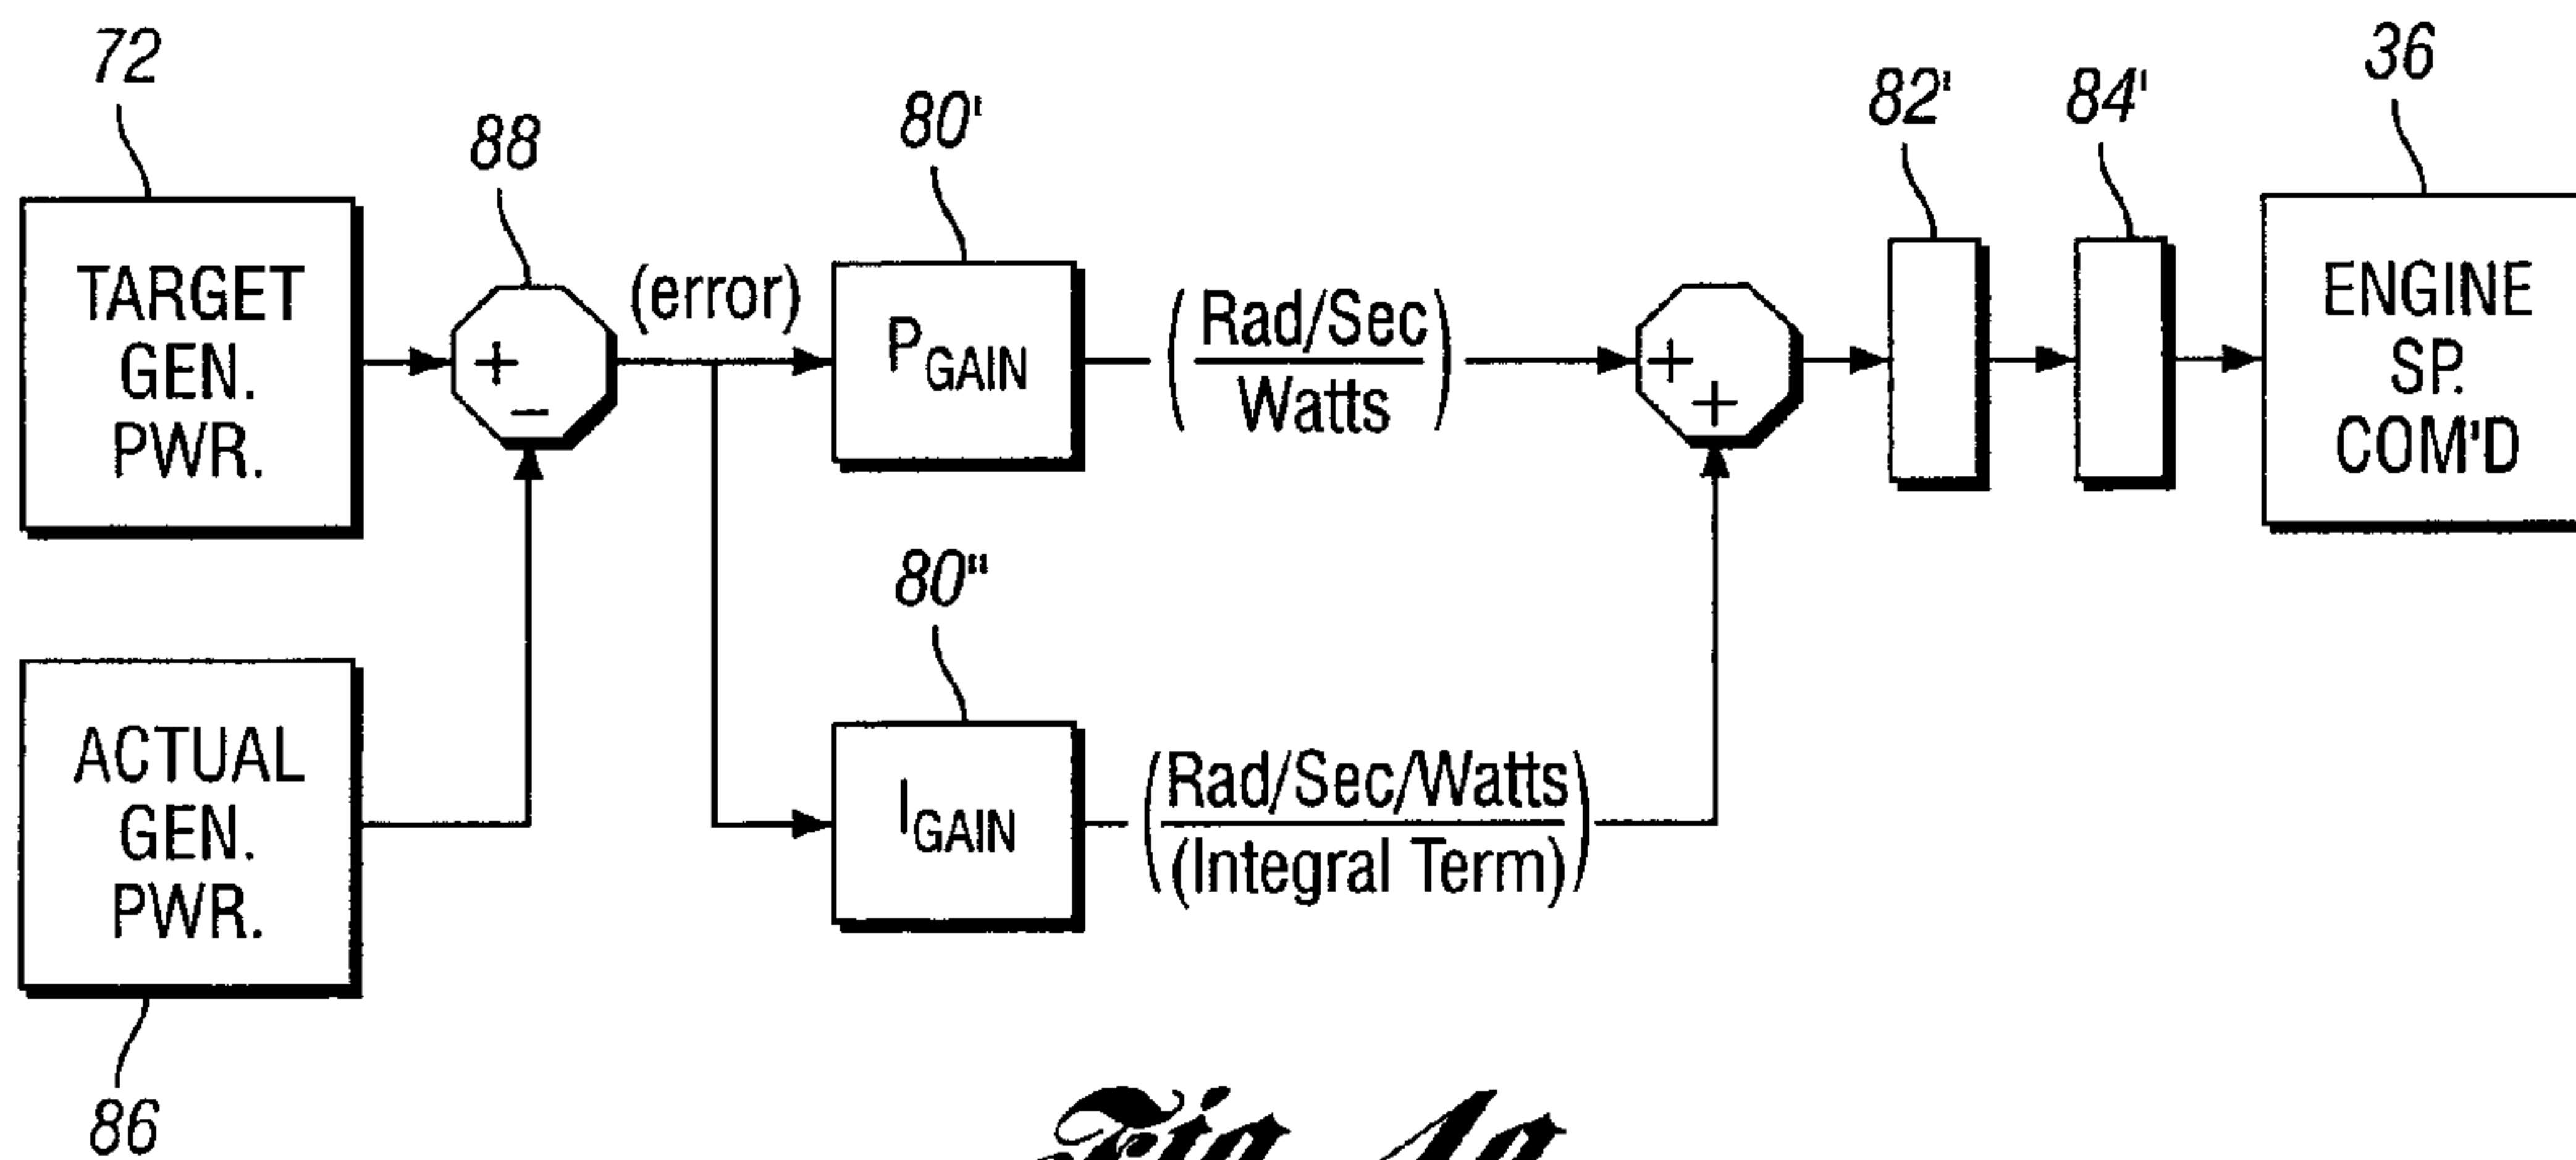 72
88
80'
82'
84'
36
TARGET
GEN.
PWR.
+
−
(error)
PGAIN
(Rad/Sec
Watts)
+
+
ENGINE
SP.
COM'D
80"
ACTUAL
GEN.
PWR.
IGAIN
(Rad/Sec/Watts
(Integral Term))
86